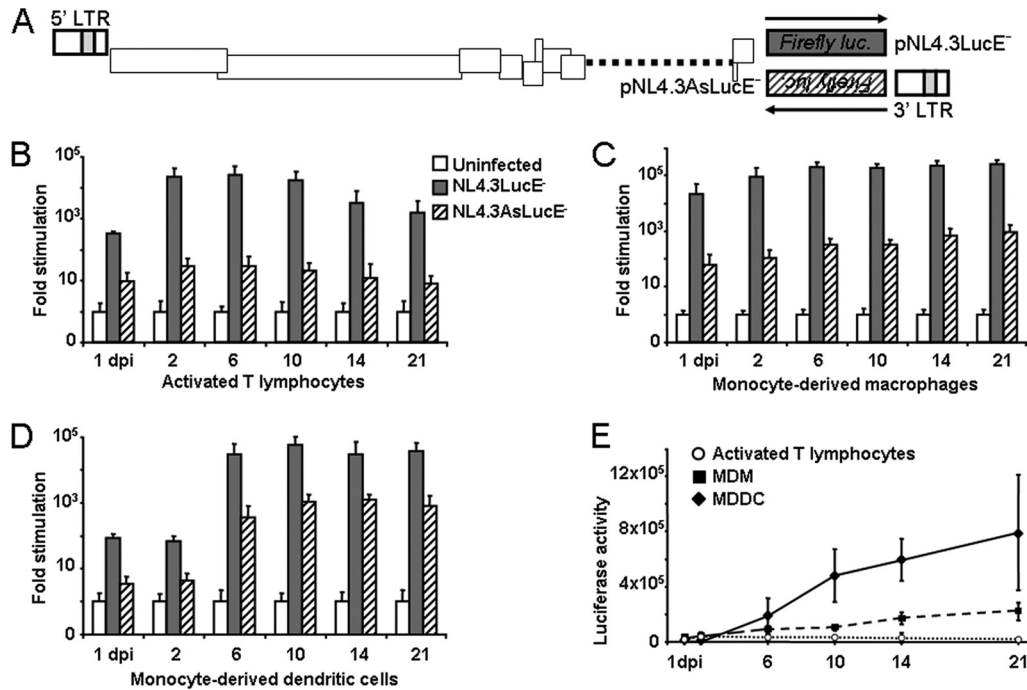 A
5' LTR
Firefly luc.
pNL4.3LucE⁻
pNL4.3AsLucE⁻
Firefly luc.
3' LTR
B
Fold stimulation
10⁵
10³
10
0
Uninfected
NL4.3LucE⁻
NL4.3AsLucE⁻
1 dpi 2 6 10 14 21
Activated T lymphocytes
C
Fold stimulation
10⁵
10³
10
0
1 dpi 2 6 10 14 21
Monocyte-derived macrophages
D
Fold stimulation
10⁵
10³
10
0
1 dpi 2 6 10 14 21
Monocyte-derived dendritic cells
E
Luciferase activity
Activated T lymphocytes
MDM
MDDC
12x10⁵
8x10⁵
4x10⁵
0
1dpi 6 10 14 21